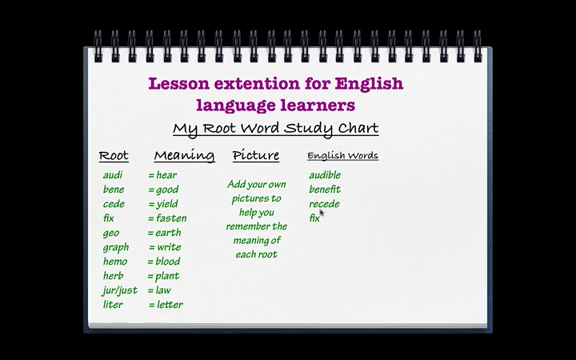 Lesson extention for English
language learners
My Root Word Study Chart
Root Meaning Picture English Words
audi = hear audible
bene = good Add your own benefit
cede = yield pictures to recede
fix = fasten help you fix
geo = earth remember the
graph = write meaning of
hemo = blood each root
herb = plant
jur/just = law
liter = letter